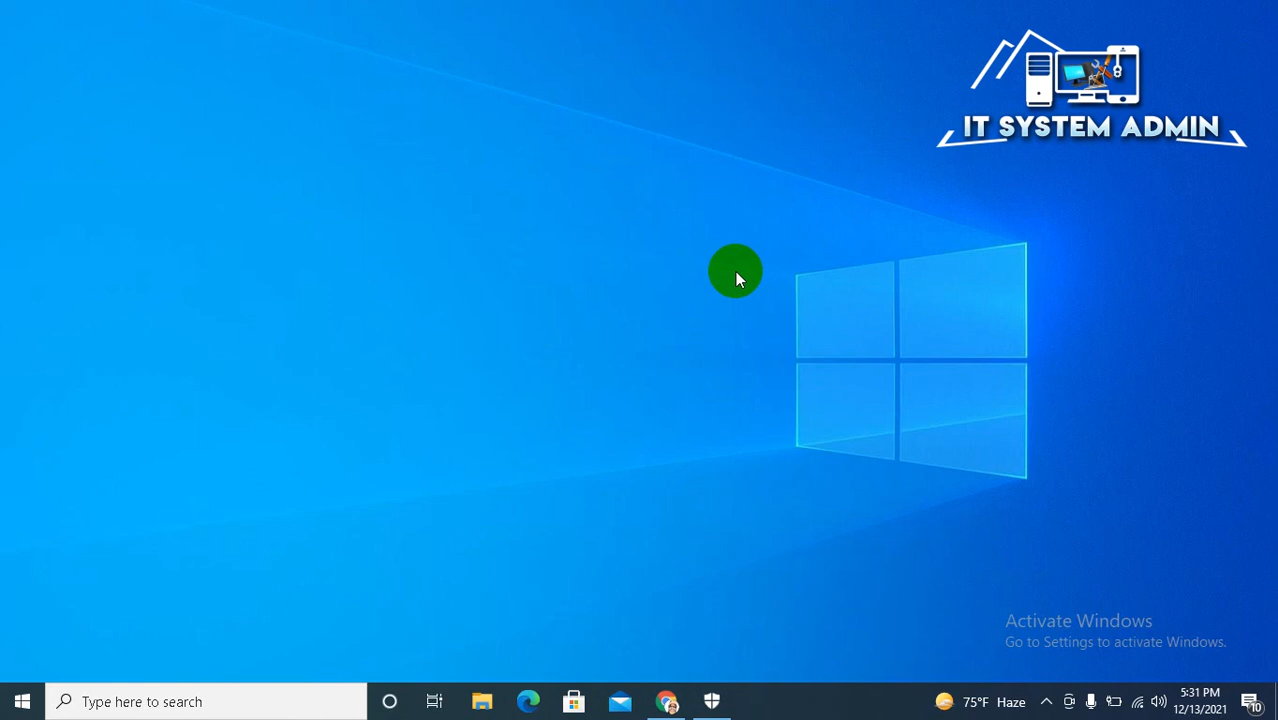 IT SYSTEM ADMIN
Activate Windows
Go to Settings to activate Windows.
Type here to search
75°F Haze
5:31 PM
12/13/2021
10